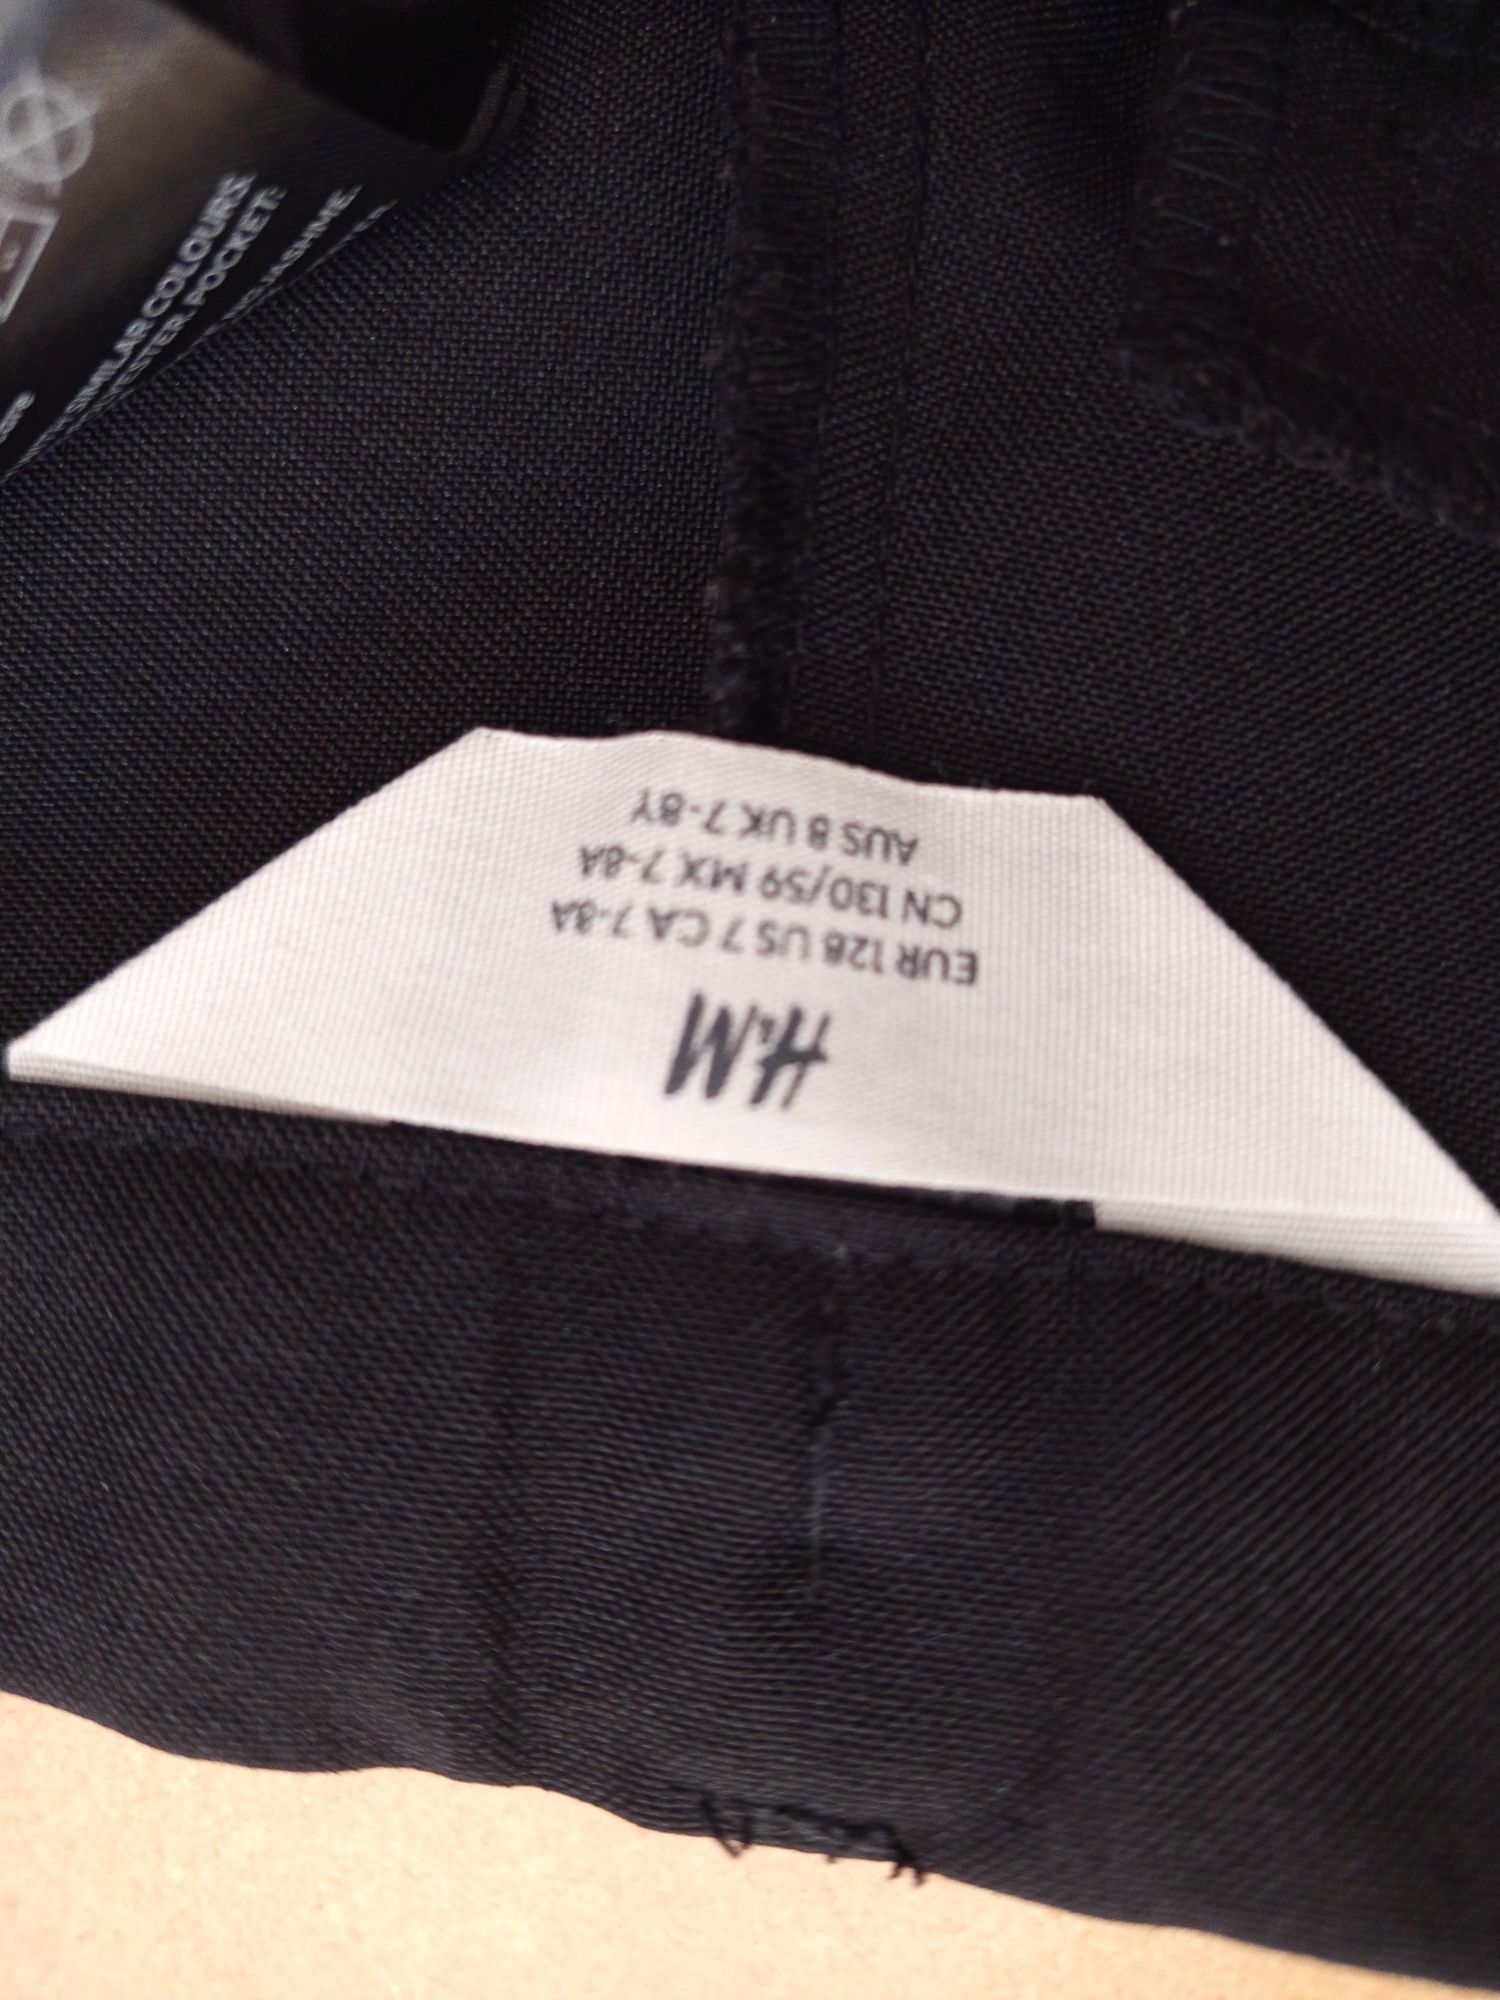 H&M
EUR 128 US 7 CA 7-8A
CN 130/59 MX 7-8A
AUS 8 UK 7-8Y
SIMILAR COLOURS
POCKET: